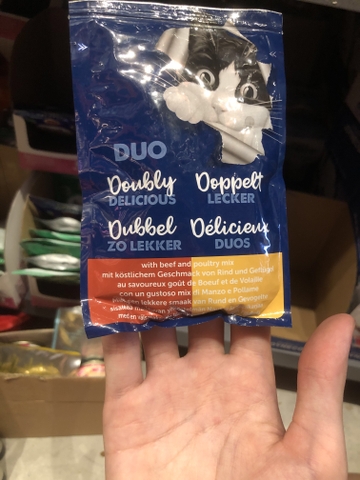 DUO
Doubly Doppelt
DELICIOUS LECKER
Dubbel Délicieux
ZO LEKKER DUOS
with beef and poultry mix
mit köstlichem Geschmack von Rind und Geflügel
au savoureux goût de Boeuf et de Volaille
con un gustoso mix di Manzo e Pollame
lekkere smaak van Rund en Gevogelte